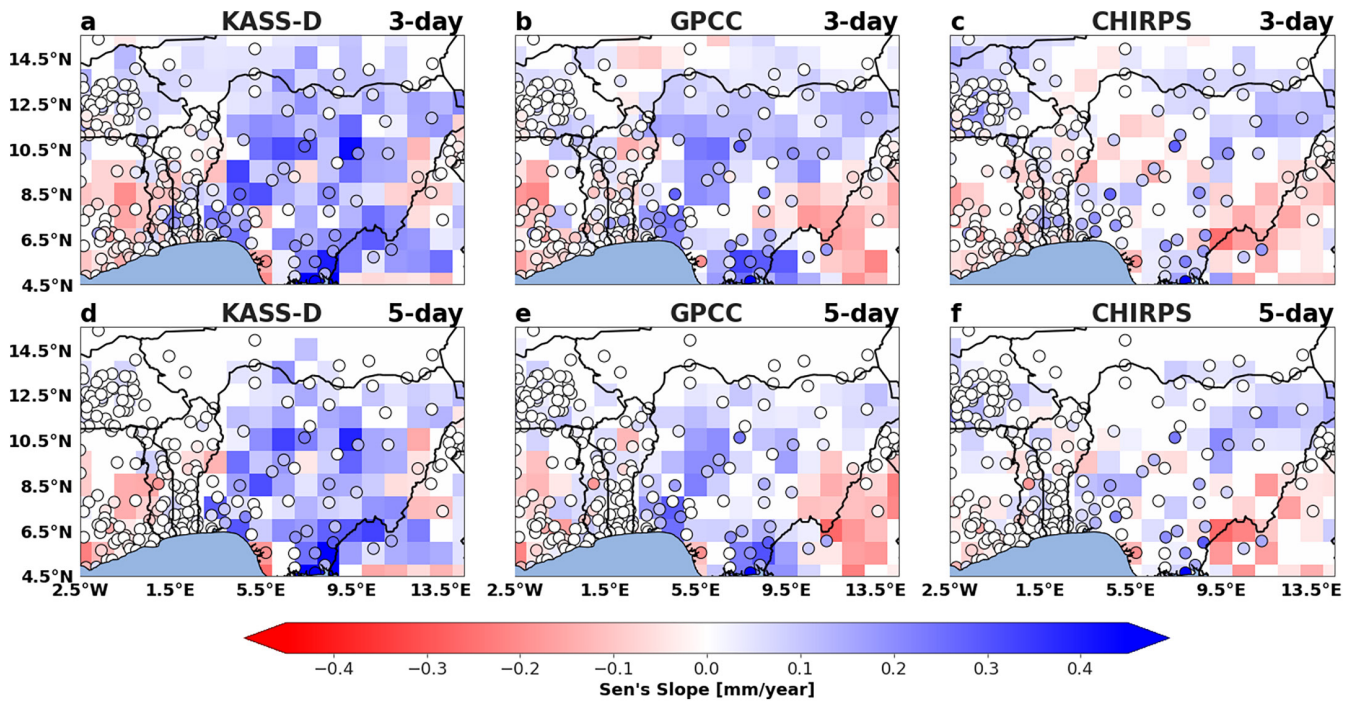 a KASS-D 3-day b GPCC 3-day c CHIRPS 3-day
14.5°N
12.5°N
10.5°N
8.5°N
6.5°N
4.5°N
d KASS-D 5-day e GPCC 5-day f CHIRPS 5-day
14.5°N
12.5°N
10.5°N
8.5°N
6.5°N
4.5°N
2.5°W 1.5°E 5.5°E 9.5°E 13.5°E 2.5°W 1.5°E 5.5°E 9.5°E 13.5°E 2.5°W 1.5°E 5.5°E 9.5°E 13.5°E
−0.4 −0.3 −0.2 −0.1 0.0 0.1 0.2 0.3 0.4
Sen's Slope [mm/year]